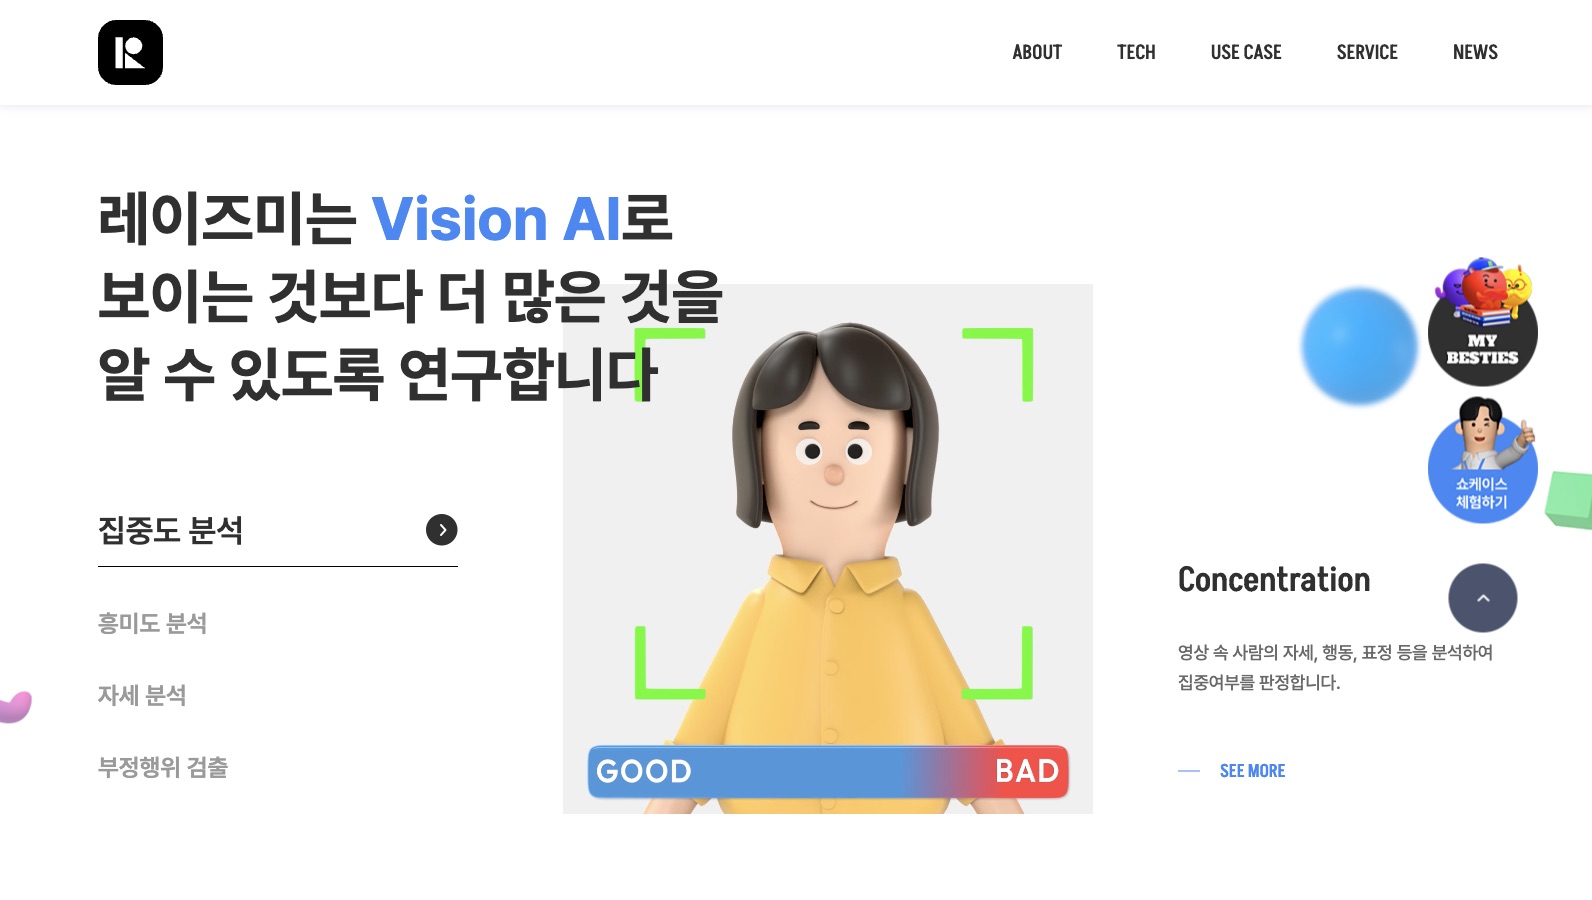 ABOUT TECH USE CASE SERVICE NEWS
레이즈미는 Vision AI로
보이는 것보다 더 많은 것을
알 수 있도록 연구합니다
집중도 분석
흥미도 분석
자세 분석
부정행위 검출
GOOD BAD
MY
BESTIES
쇼케이스
체험하기
Concentration
영상 속 사람의 자세, 행동, 표정 등을 분석하여
집중여부를 판정합니다.
SEE MORE